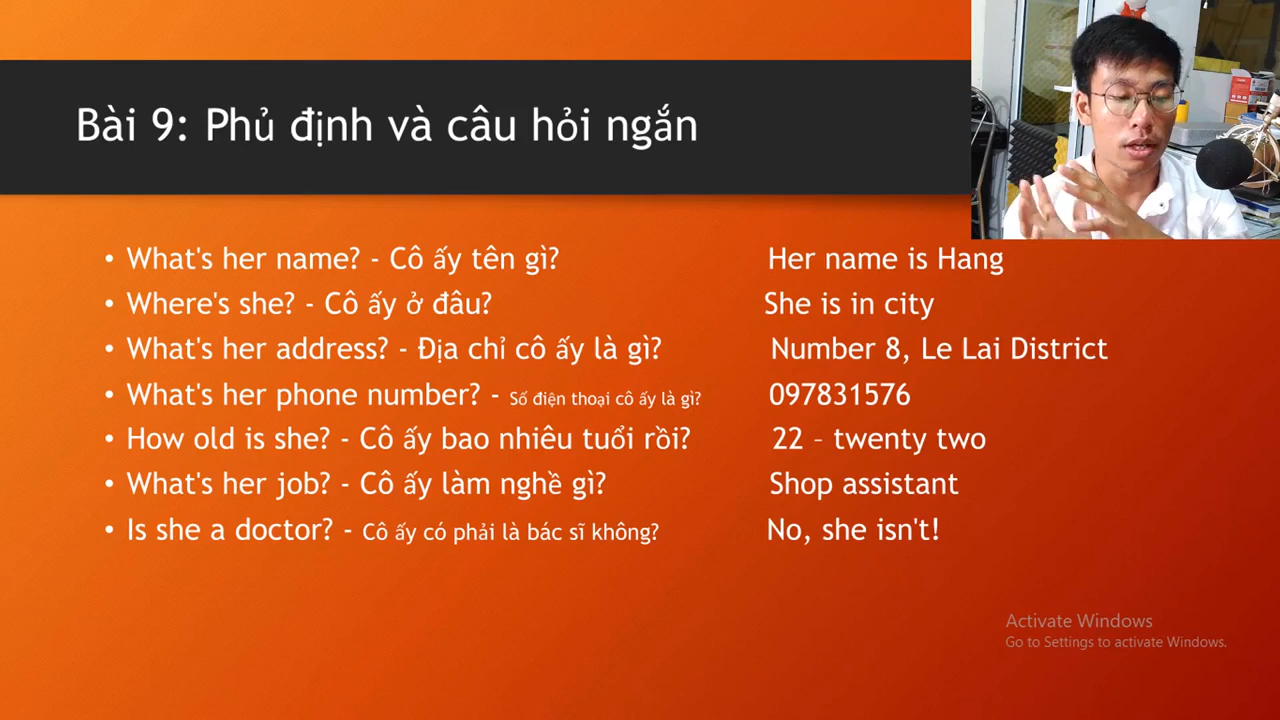 Bài 9: Phủ định và câu hỏi ngắn
• What's her name? - Cô ấy tên gì? Her name is Hang
• Where's she? - Cô ấy ở đâu? She is in city
• What's her address? - Địa chỉ cô ấy là gì? Number 8, Le Lai District
• What's her phone number? - Số điện thoại cô ấy là gì? 097831576
• How old is she? - Cô ấy bao nhiêu tuổi rồi? 22 – twenty two
• What's her job? - Cô ấy làm nghề gì? Shop assistant
• Is she a doctor? - Cô ấy có phải là bác sĩ không? No, she isn't!
Activate Windows
Go to Settings to activate Windows.